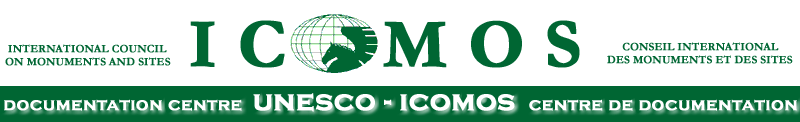 INTERNATIONAL COUNCIL
ON MONUMENTS AND SITES
ICOMOS
CONSEIL INTERNATIONAL
DES MONUMENTS ET DES SITES
DOCUMENTATION CENTRE UNESCO - ICOMOS CENTRE DE DOCUMENTATION